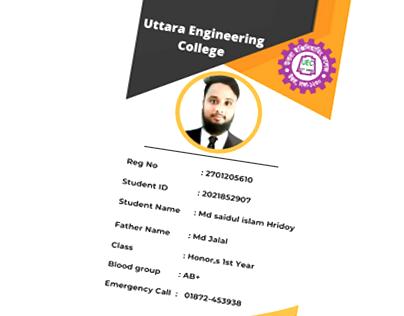 Uttara Engineering
College
UEC
Reg No : 2701205610
Student ID : 2021852907
Student Name : Md saidul islam Hridoy
Father Name : Md Jalal
Class : Honor,s 1st Year
Blood group : AB+
Emergency Call : 01872-453938